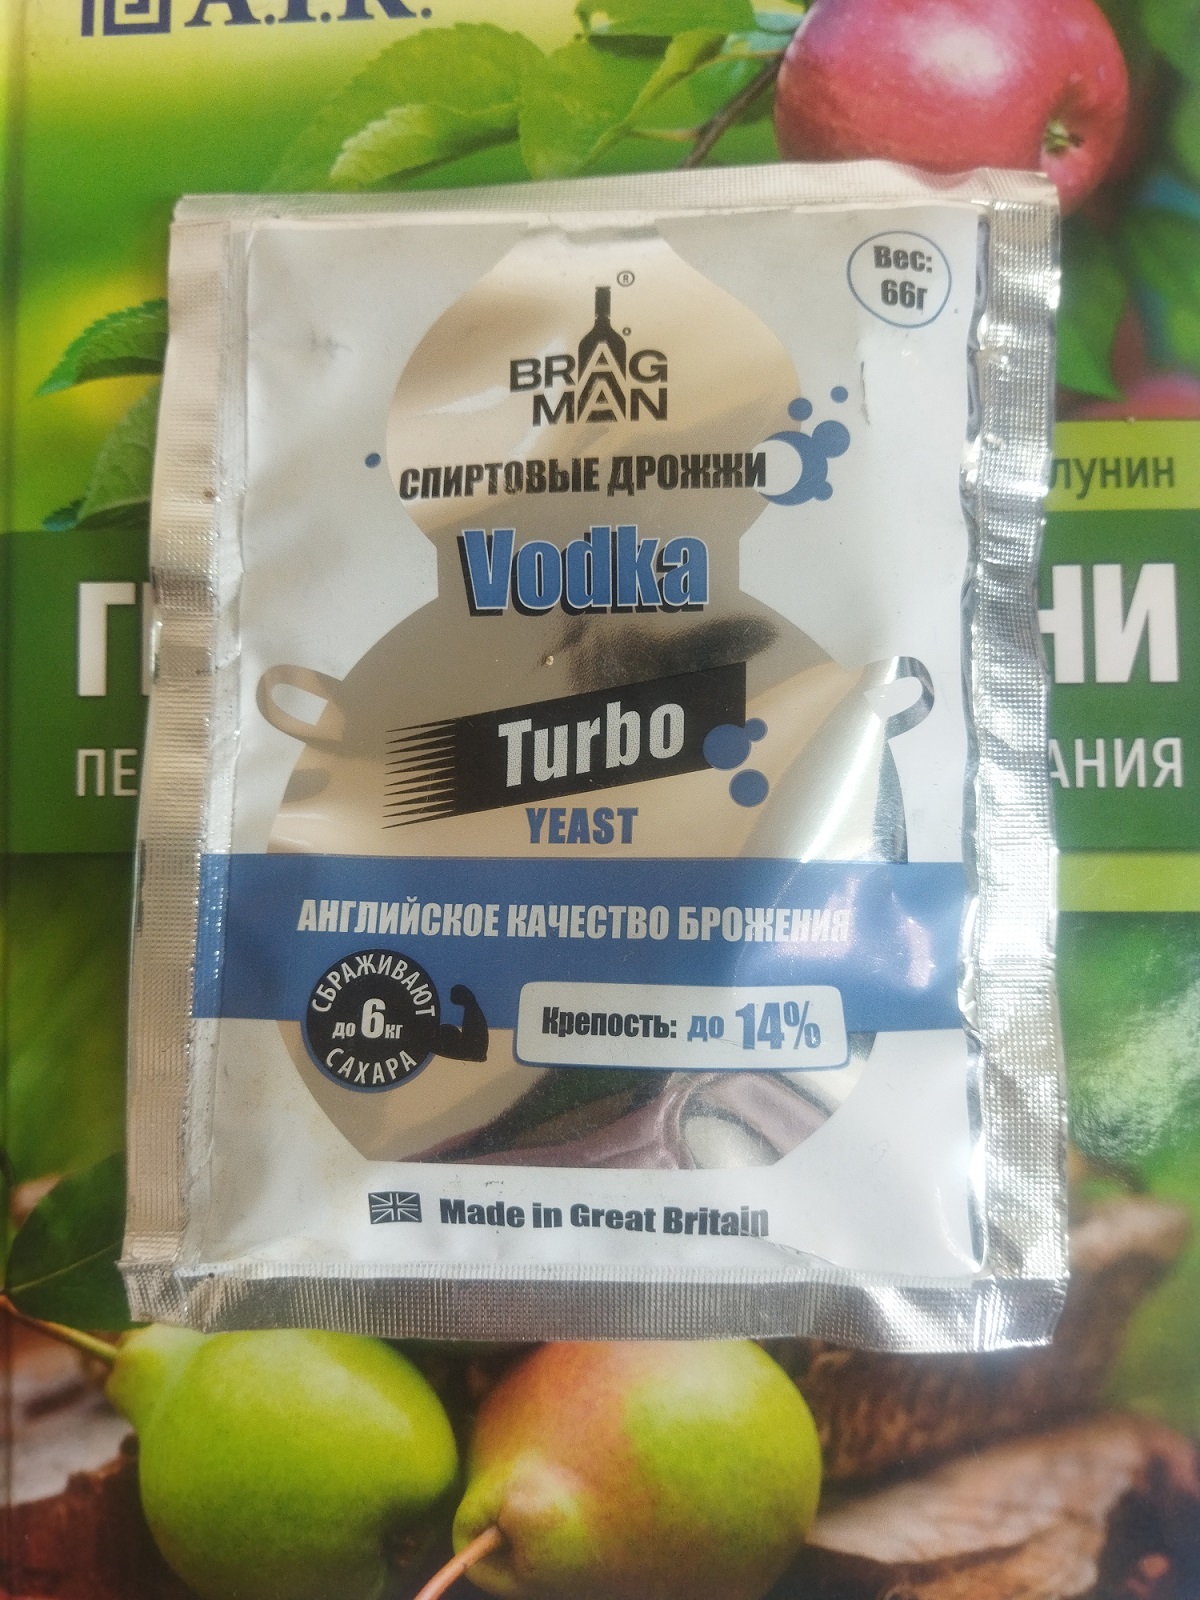 A.I.K.
Вес:
66г
®
BRAG
MAN
СПИРТОВЫЕ ДРОЖЖИ
Vodka
Turbo
YEAST
АНГЛИЙСКОЕ КАЧЕСТВО БРОЖЕНИЯ
СБРАЖИВАЮТ
до 6кг
САХАРА
Крепость: до 14%
Made in Great Britain